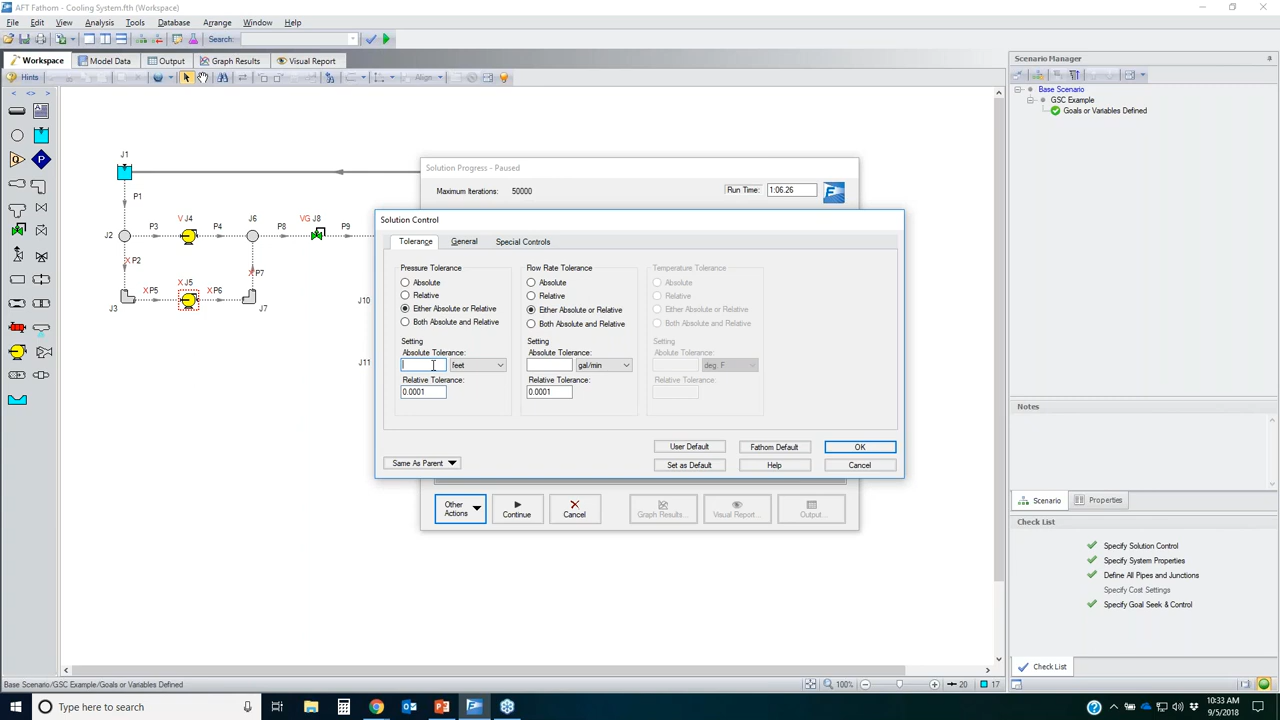 AFT Fathom - Cooling System.fth (Workspace)
File Edit View Analysis Tools Database Arrange Window Help
Search:
Workspace Model Data Output Graph Results Visual Report
Hints
Align
Scenario Manager
Base Scenario
GSC Example
Goals or Variables Defined
J1
P1
V J4
J6
VG J8
J2
P3
P4
P8
P9
X P2
X J5
X P7
X P5
X P6
J3
J7
J10
J11
Solution Progress - Paused
Maximum Iterations: 50000
Run Time: 1:06.26
Solution Control
Tolerance General Special Controls
Pressure Tolerance
Absolute
Relative
Either Absolute or Relative
Both Absolute and Relative
Setting
Absolute Tolerance:
feet
Relative Tolerance:
0.0001
Flow Rate Tolerance
Absolute
Relative
Either Absolute or Relative
Both Absolute and Relative
Setting
Absolute Tolerance:
gal/min
Relative Tolerance:
0.0001
Temperature Tolerance
Absolute
Relative
Either Absolute or Relative
Both Absolute and Relative
Setting
Abolute Tolerance:
deg F
Relative Tolerance:
User Default Fathom Default OK
Same As Parent
Set as Default Help Cancel
Other Actions
Continue
Cancel
Graph Results...
Visual Report...
Output...
Notes
Scenario Properties
Check List
Specify Solution Control
Specify System Properties
Define All Pipes and Junctions
Specify Cost Settings
Specify Goal Seek & Control
Check List
Base Scenario/GSC Example/Goals or Variables Defined
100%
20
17
Type here to search
10:33 AM
9/5/2018